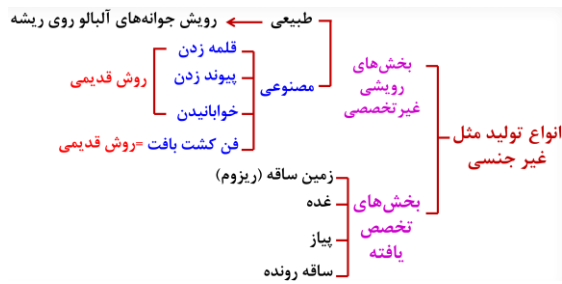 انواع تولید مثل
غیر جنسی
بخش‌های
رویشی
غیرتخصصی
طبیعی
رویش جوانه‌های آلبالو روی ریشه
مصنوعی
قلمه زدن
پیوند زدن
خوابانیدن
روش قدیمی
فن کشت بافت =روش قدیمی
بخش‌های
تخصص
یافته
زمین ساقه (ریزوم)
غده
پیاز
ساقه رونده